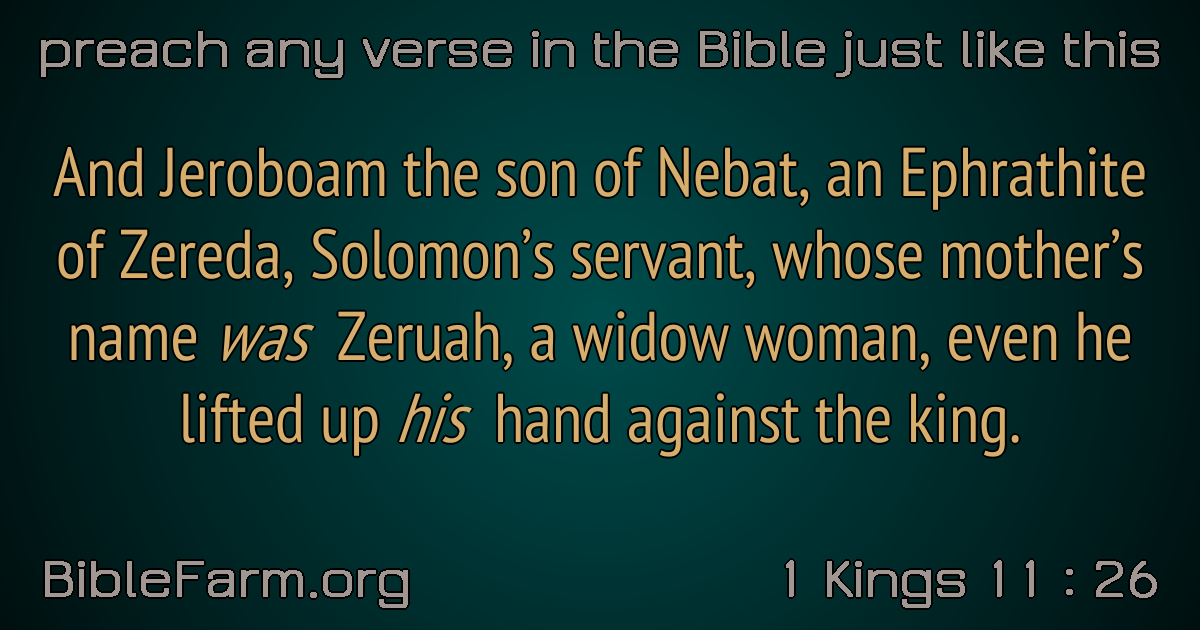 preach any verse in the Bible just like this
And Jeroboam the son of Nebat, an Ephrathite
of Zereda, Solomon’s servant, whose mother’s
name was Zeruah, a widow woman, even he
lifted up his hand against the king.
BibleFarm.org
1 Kings 11 : 26